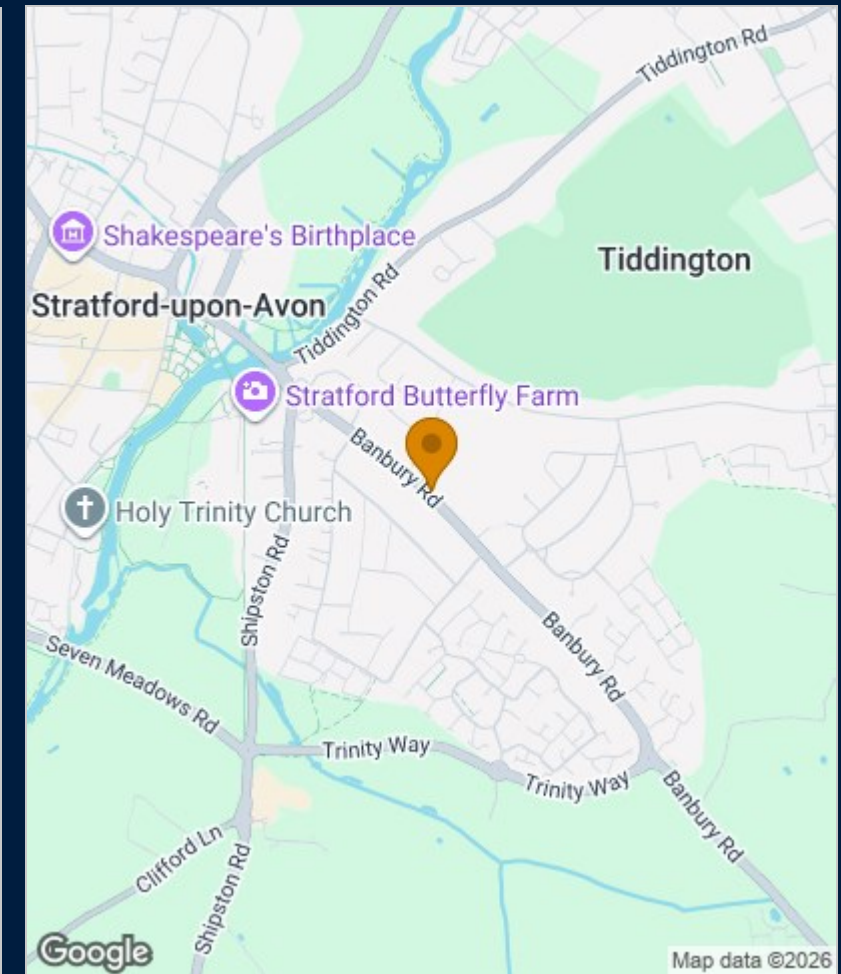 Tiddington Rd
Shakespeare's Birthplace
Tiddington
Stratford-upon-Avon
Tiddington Rd
Stratford Butterfly Farm
Banbury Rd
Holy Trinity Church
Shipston Rd
Banbury Rd
Seven Meadows Rd
Trinity Way
Trinity Way
Banbury Rd
Clifford Ln
Shipston Rd
Google
Map data ©2026